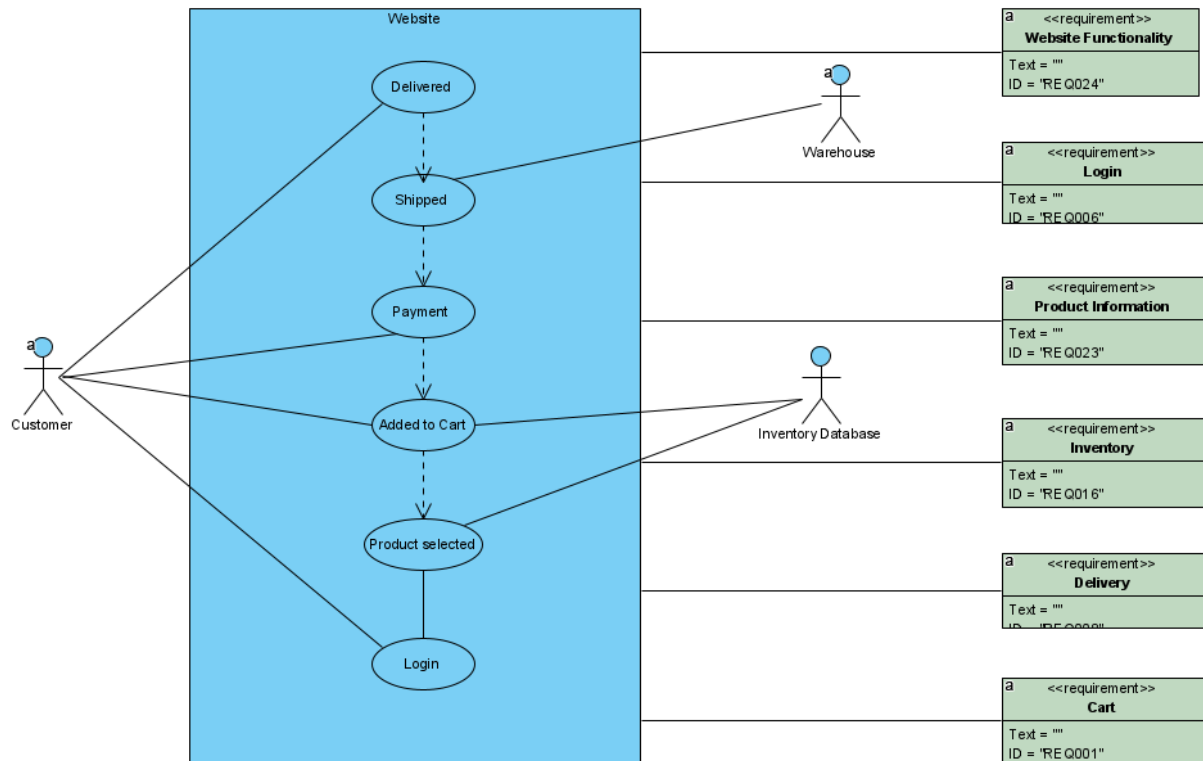 Website
Delivered
Shipped
Payment
Added to Cart
Product selected
Login
a
Customer
a
Warehouse
Inventory Database
a
<<requirement>>
Website Functionality
Text = ""
ID = "REQ024"
a
<<requirement>>
Login
Text = ""
ID = "REQ006"
a
<<requirement>>
Product Information
Text = ""
ID = "REQ023"
a
<<requirement>>
Inventory
Text = ""
ID = "REQ016"
a
<<requirement>>
Delivery
Text = ""
a
<<requirement>>
Cart
Text = ""
ID = "REQ001"